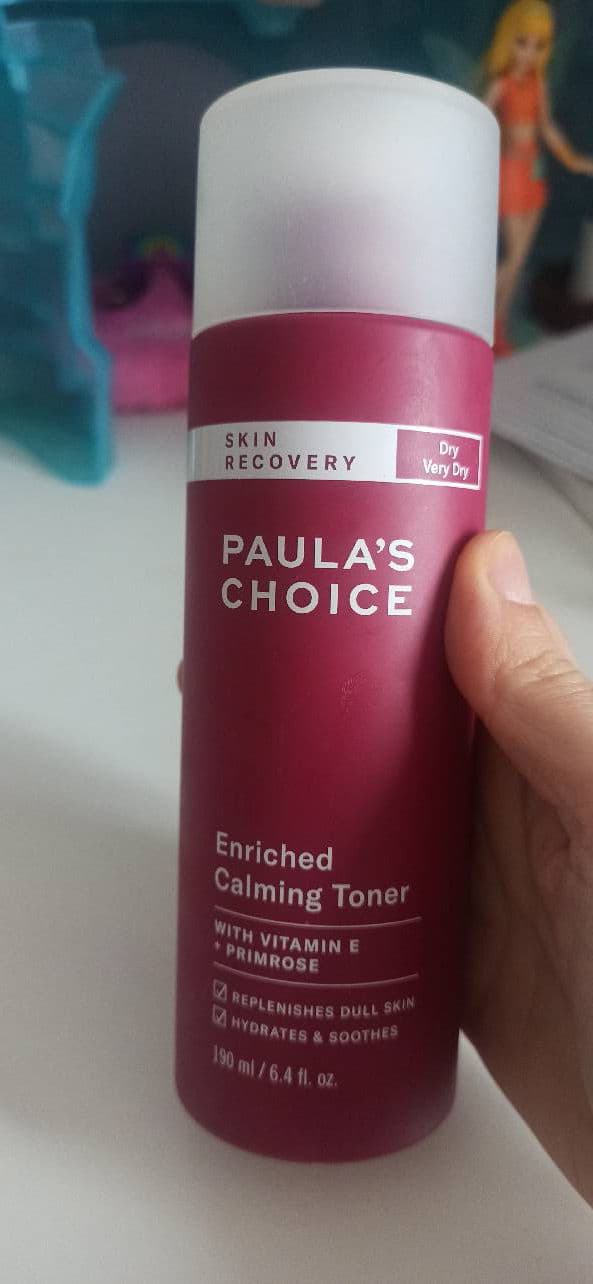 SKIN
RECOVERY
Dry
Very Dry
PAULA'S
CHOICE
Enriched
Calming Toner
WITH VITAMIN E
+ PRIMROSE
☑ REPLENISHES DULL SKIN
☑ HYDRATES & SOOTHES
190 ml / 6.4 fl. oz.